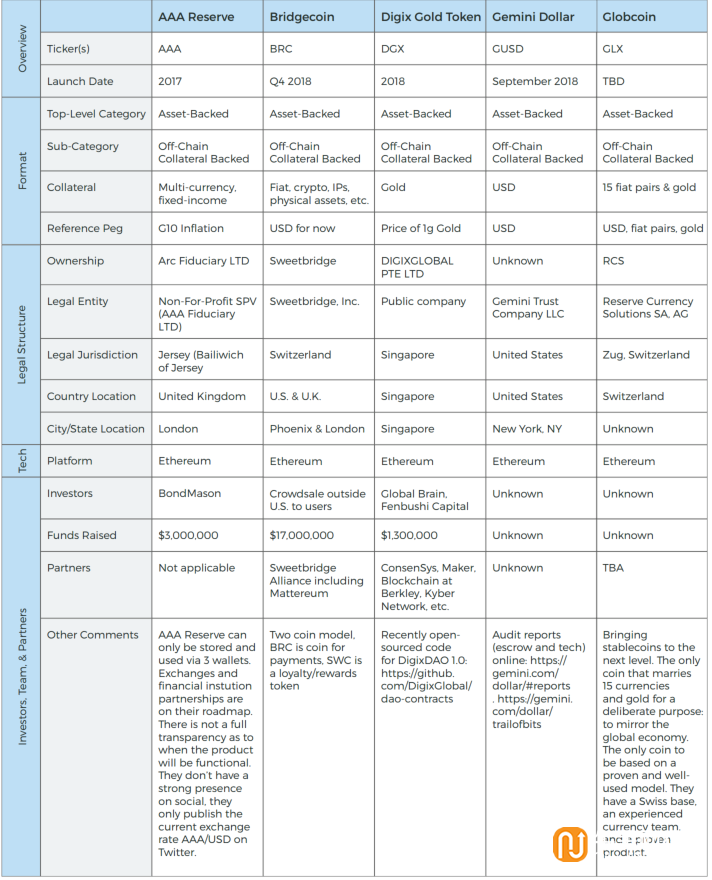 Overview
AAA Reserve
Bridgecoin
Digix Gold Token
Gemini Dollar
Globcoin
Ticker(s)
AAA
BRC
DGX
GUSD
GLX
Launch Date
2017
Q4 2018
2018
September 2018
TBD
Format
Top-Level Category
Asset-Backed
Asset-Backed
Asset-Backed
Asset-Backed
Asset-Backed
Sub-Category
Off-Chain
Collateral Backed
Off-Chain
Collateral Backed
Off-Chain
Collateral Backed
Off-Chain
Collateral Backed
Off-Chain
Collateral Backed
Collateral
Multi-currency,
fixed-income
Fiat, crypto, IPs,
physical assets, etc.
Gold
USD
15 fiat pairs & gold
Reference Peg
G10 Inflation
USD for now
Price of 1g Gold
USD
USD, fiat pairs, gold
Legal Structure
Ownership
Arc Fiduciary LTD
Sweetbridge
DIGIXGLOBAL
PTE LTD
Unknown
RCS
Legal Entity
Non-For-Profit SPV
(AAA Fiduciary
LTD)
Sweetbridge, Inc.
Public company
Gemini Trust
Company LLC
Reserve Currency
Solutions SA, AG
Legal Jurisdiction
Jersey (Bailiwich
of Jersey
Switzerland
Singapore
United States
Zug, Switzerland
Country Location
United Kingdom
U.S. & U.K.
Singapore
United States
Switzerland
City/State Location
London
Phoenix & London
Singapore
New York, NY
Unknown
Tech
Platform
Ethereum
Ethereum
Ethereum
Ethereum
Ethereum
Investors, Team, & Partners
Investors
BondMason
Crowdsale outside
U.S. to users
Global Brain,
Fenbushi Capital
Unknown
Unknown
Funds Raised
$3,000,000
$17,000,000
$1,300,000
Unknown
Unknown
Partners
Not applicable
Sweetbridge
Alliance including
Mattereum
ConsenSys, Maker,
Blockchain at
Berkley, Kyber
Network, etc.
Unknown
TBA
Other Comments
AAA Reserve can
only be stored and
used via 3 wallets.
Exchanges and
financial instution
partnerships are
on their roadmap.
There is not a full
transparency as to
when the product
will be functional.
They don't have a
strong presence
on social, they
only publish the
current exchange
rate AAA/USD on
Twitter.
Two coin model,
BRC is coin for
payments, SWC is
a loyalty/rewards
token
Recently open-
sourced code
for DigixDAO 1.0:
https://github.
com/DigixGlobal/
dao-contracts
Audit reports
(escrow and tech)
online: https://
gemini.com/
dollar/#reports
. https://gemini.
com/dollar/
trailofbits
Bringing
stablecoins to the
next level. The only
coin that marries
15 currencies
and gold for a
deliberate purpose:
to mirror the
global economy.
The only coin to
be based on a
proven and well-
used model. They
have a Swiss base,
an experienced
currency team,
and a proven
product.